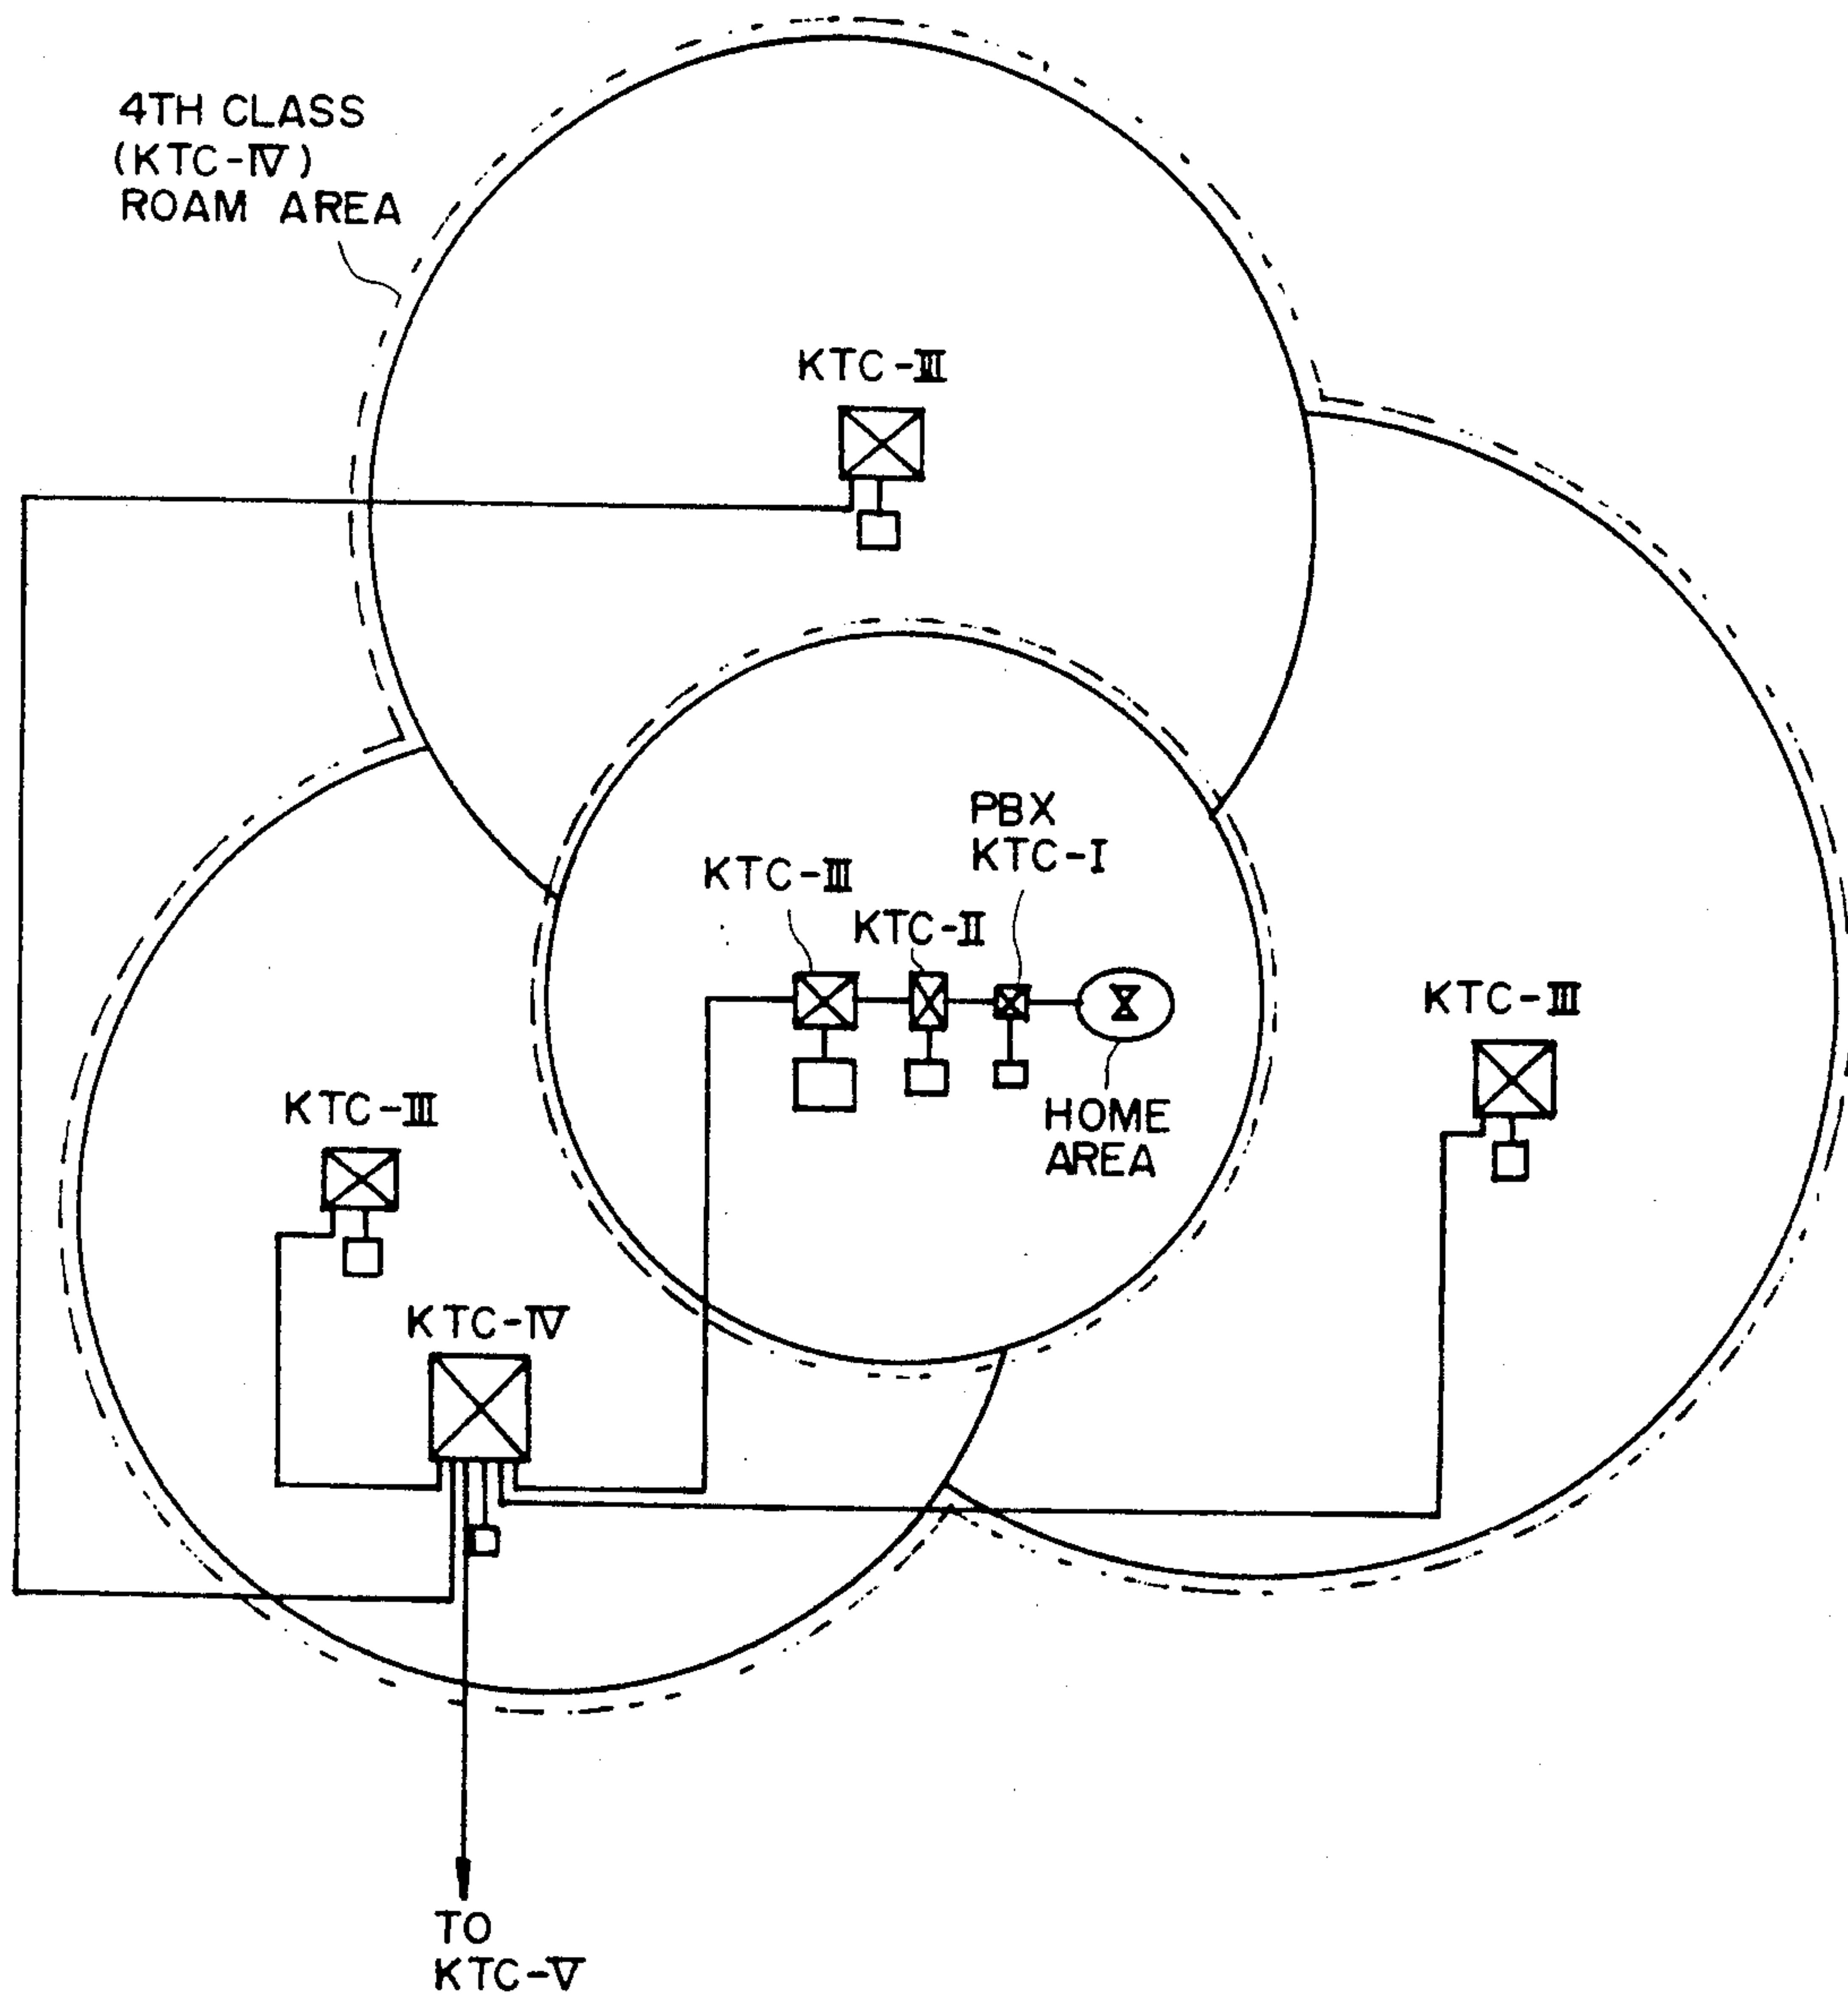 4TH CLASS
(KTC-IV)
ROAM AREA
KTC-III
PBX
KTC-I
KTC-III
KTC-II
X
HOME
AREA
KTC-III
KTC-III
KTC-IV
TO
KTC-V